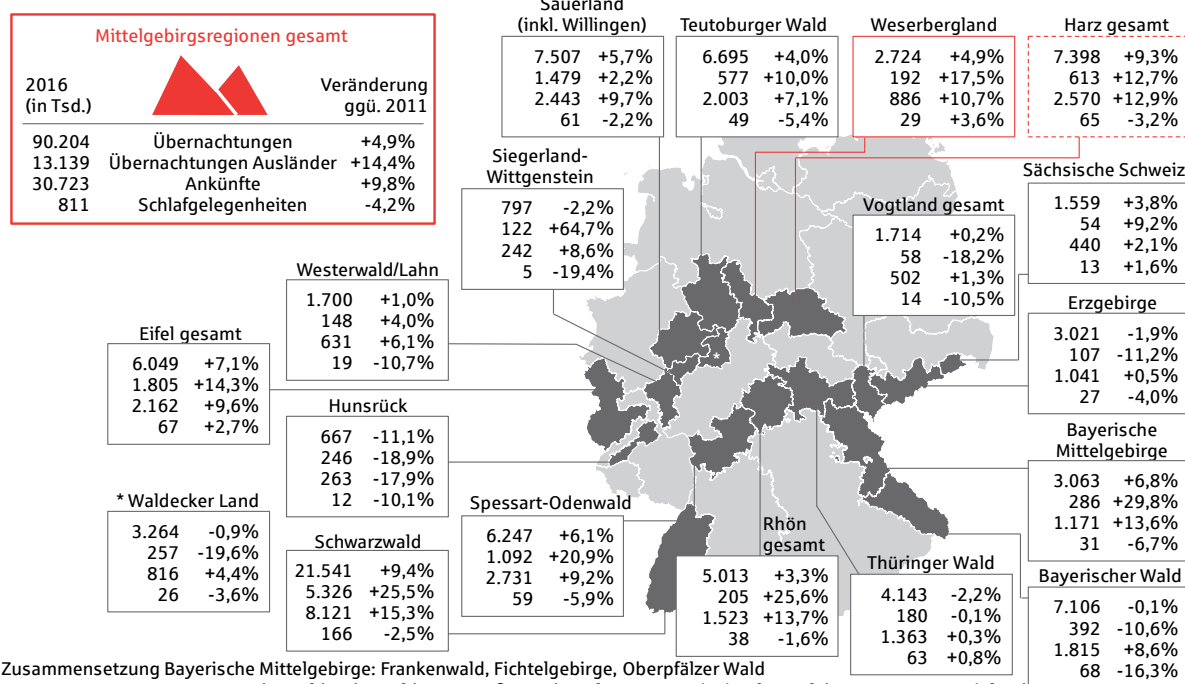 Mittelgebirgsregionen gesamt
2016
(in Tsd.)
Veränderung
ggü. 2011
90.204 Übernachtungen +4,9%
13.139 Übernachtungen Ausländer +14,4%
30.723 Ankünfte +9,8%
811 Schlafgelegenheiten -4,2%
Sauerland
(inkl. Willingen)
7.507 +5,7%
1.479 +2,2%
2.443 +9,7%
61 -2,2%
Teutoburger Wald
6.695 +4,0%
577 +10,0%
2.003 +7,1%
49 -5,4%
Weserbergland
2.724 +4,9%
192 +17,5%
886 +10,7%
29 +3,6%
Harz gesamt
7.398 +9,3%
613 +12,7%
2.570 +12,9%
65 -3,2%
Siegerland-
Wittgenstein
797 -2,2%
122 +64,7%
242 +8,6%
5 -19,4%
Vogtland gesamt
1.714 +0,2%
58 -18,2%
502 +1,3%
14 -10,5%
Sächsische Schweiz
1.559 +3,8%
54 +9,2%
440 +2,1%
13 +1,6%
Westerwald/Lahn
1.700 +1,0%
148 +4,0%
631 +6,1%
19 -10,7%
Erzgebirge
3.021 -1,9%
107 -11,2%
1.041 +0,5%
27 -4,0%
Eifel gesamt
6.049 +7,1%
1.805 +14,3%
2.162 +9,6%
67 +2,7%
*
Hunsrück
667 -11,1%
246 -18,9%
263 -17,9%
12 -10,1%
Bayerische
Mittelgebirge
3.063 +6,8%
286 +29,8%
1.171 +13,6%
31 -6,7%
* Waldecker Land
3.264 -0,9%
257 -19,6%
816 +4,4%
26 -3,6%
Schwarzwald
21.541 +9,4%
5.326 +25,5%
8.121 +15,3%
166 -2,5%
Spessart-Odenwald
6.247 +6,1%
1.092 +20,9%
2.731 +9,2%
59 -5,9%
Rhön
gesamt
5.013 +3,3%
205 +25,6%
1.523 +13,7%
38 -1,6%
Thüringer Wald
4.143 -2,2%
180 -0,1%
1.363 +0,3%
63 +0,8%
Bayerischer Wald
7.106 -0,1%
392 -10,6%
1.815 +8,6%
68 -16,3%
Zusammensetzung Bayerische Mittelgebirge: Frankenwald, Fichtelgebirge, Oberpfälzer Wald